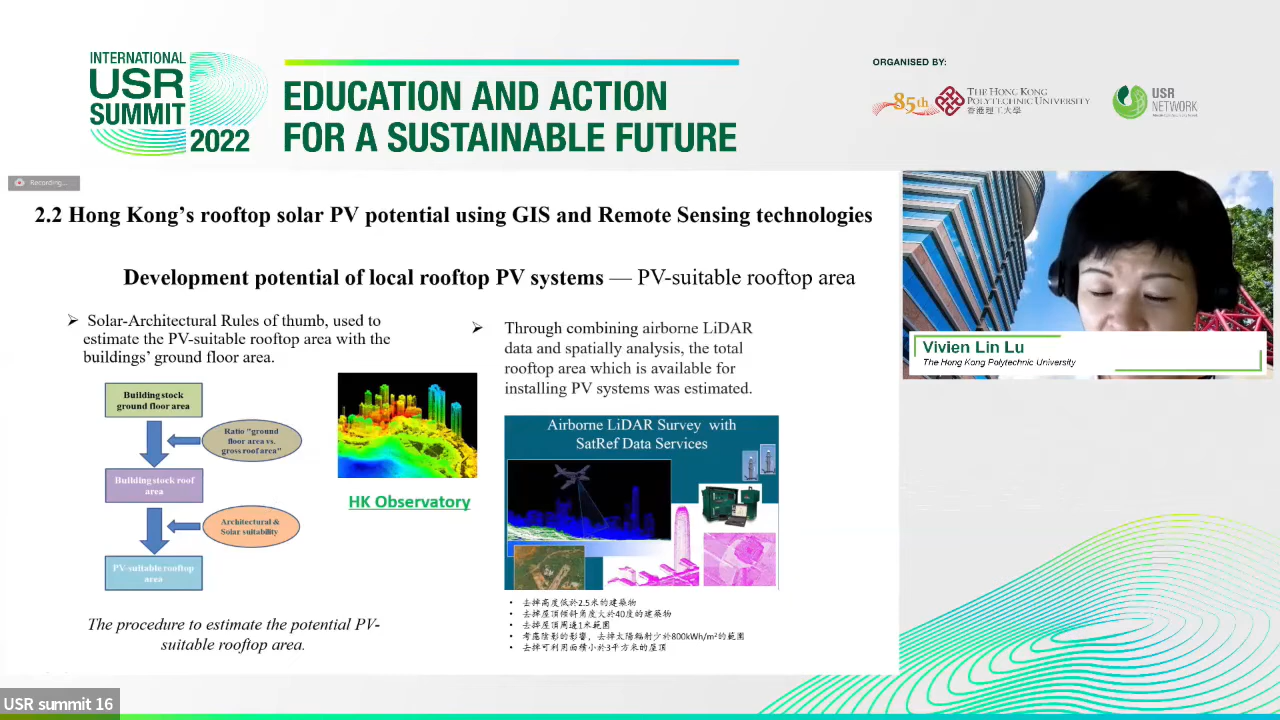 INTERNATIONAL
USR
SUMMIT
2022
EDUCATION AND ACTION
FOR A SUSTAINABLE FUTURE
ORGANISED BY:
85th
THE HONG KONG
POLYTECHNIC UNIVERSITY
香港理工大學
USR
NETWORK
Recording...
2.2 Hong Kong's rooftop solar PV potential using GIS and Remote Sensing technologies
Development potential of local rooftop PV systems — PV-suitable rooftop area
➢ Solar-Architectural Rules of thumb, used to
estimate the PV-suitable rooftop area with the
buildings' ground floor area.
Building stock
ground floor area
Ratio "ground
floor area vs.
gross roof area"
Building stock roof
area
Architectural &
Solar suitability
PV-suitable rooftop
area
The procedure to estimate the potential PV-
suitable rooftop area.
HK Observatory
➢ Through combining airborne LiDAR
data and spatially analysis, the total
rooftop area which is available for
installing PV systems was estimated.
Airborne LiDAR Survey with
SatRef Data Services
• 去掉高度低於2.5米的建築物
• 去掉屋頂傾斜角度大於40度的建築物
• 去掉屋頂周邊1米範圍
• 考慮陰影的影響，去掉太陽輻射少於800kWh/m²的範圍
• 去掉可利用面積小於3平方米的屋頂
Vivien Lin Lu
The Hong Kong Polytechnic University
USR summit 16